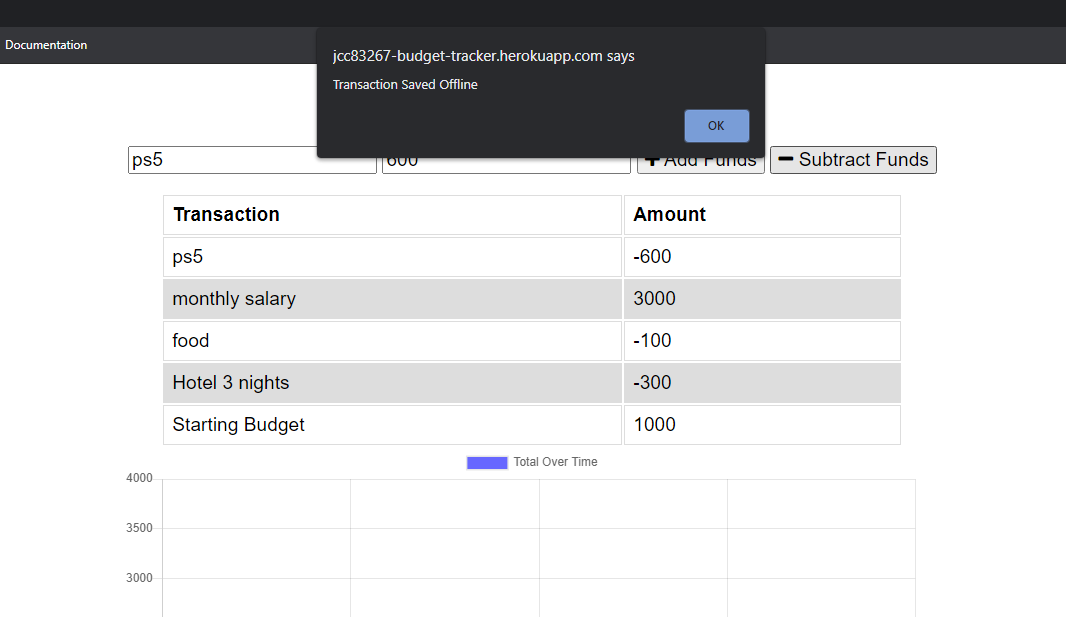 Documentation
jcc83267-budget-tracker.herokuapp.com says
Transaction Saved Offline
OK
ps5 600 Add Funds Subtract Funds
Transaction Amount
ps5 -600
monthly salary 3000
food -100
Hotel 3 nights -300
Starting Budget 1000
Total Over Time
4000
3500
3000